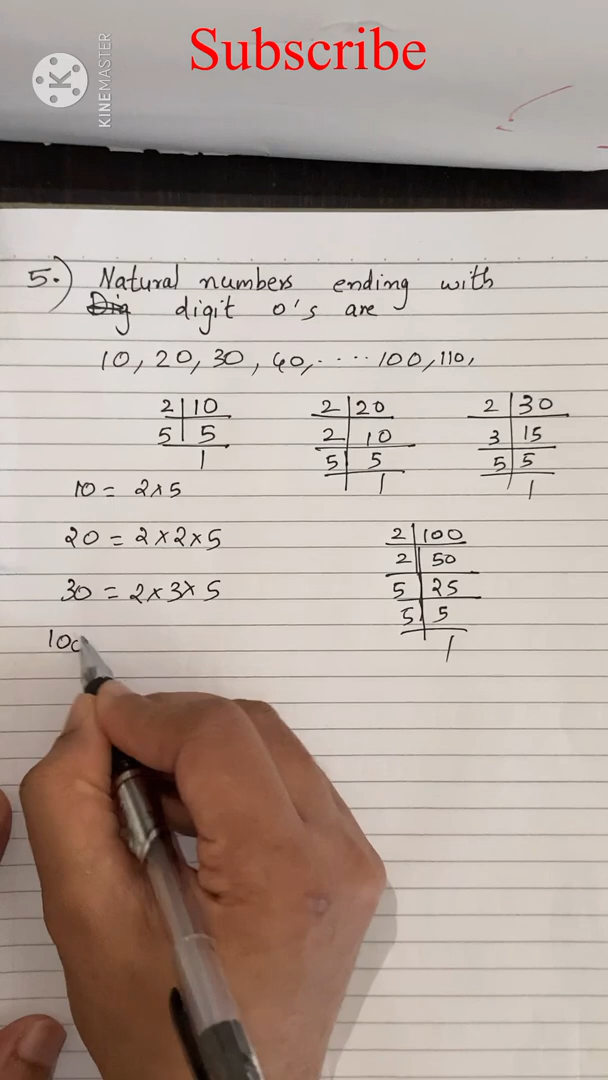 Subscribe
KINEMASTER
5.) Natural numbers ending with
Dig digit 0's are
10, 20, 30, 40, ..... 100, 110,
2 | 10
5 | 5
1
2 | 20
2 | 10
5 | 5
1
2 | 30
3 | 15
5 | 5
1
10 = 2 x 5
20 = 2 x 2 x 5
30 = 2 x 3 x 5
2 | 100
2 | 50
5 | 25
5 | 5
1
100